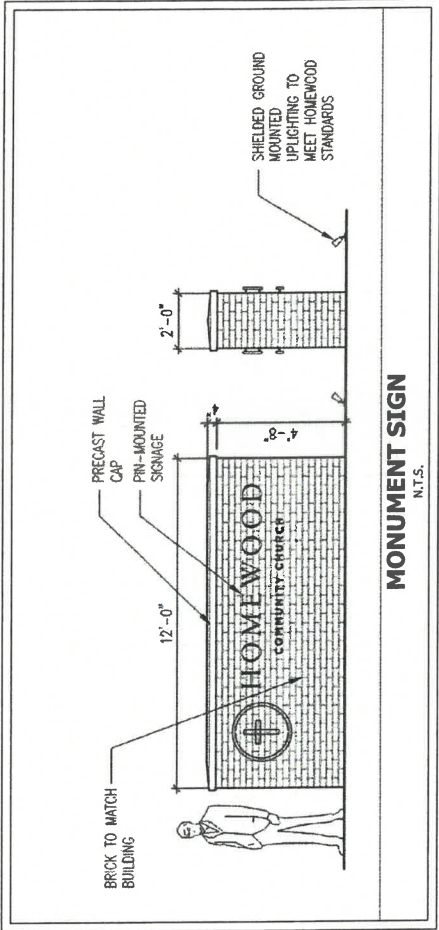 BRICK TO MATCH
BUILDING
12'-0"
PRECAST WALL
CAP
PIN-MOUNTED
SIGNAGE
2'-0"
SHIELDED GROUND
MOUNTED
UPLIGHTING TO
MEET HOMEWOOD
STANDARDS
4"
4'-8"
HOMEWOOD
COMMUNITY CHURCH
MONUMENT SIGN
N.T.S.